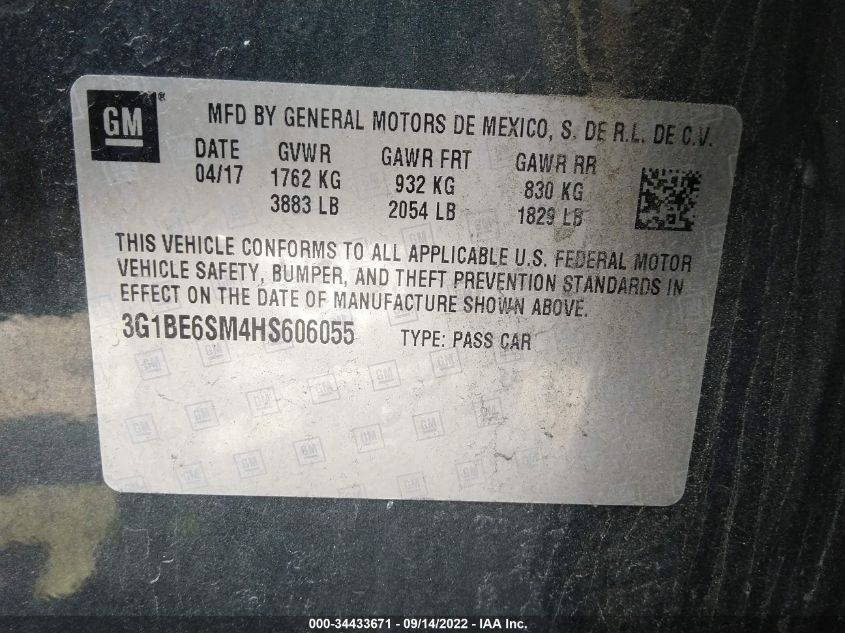 GM
MFD BY GENERAL MOTORS DE MEXICO, S. DE R.L. DE C.V.
DATE GVWR GAWR FRT GAWR RR
04/17 1762 KG 932 KG 830 KG
3883 LB 2054 LB 1829 LB
THIS VEHICLE CONFORMS TO ALL APPLICABLE U.S. FEDERAL MOTOR
VEHICLE SAFETY, BUMPER, AND THEFT PREVENTION STANDARDS IN
EFFECT ON THE DATE OF MANUFACTURE SHOWN ABOVE.
3G1BE6SM4HS606055 TYPE: PASS CAR
000-34433671 - 09/14/2022 - IAA Inc.